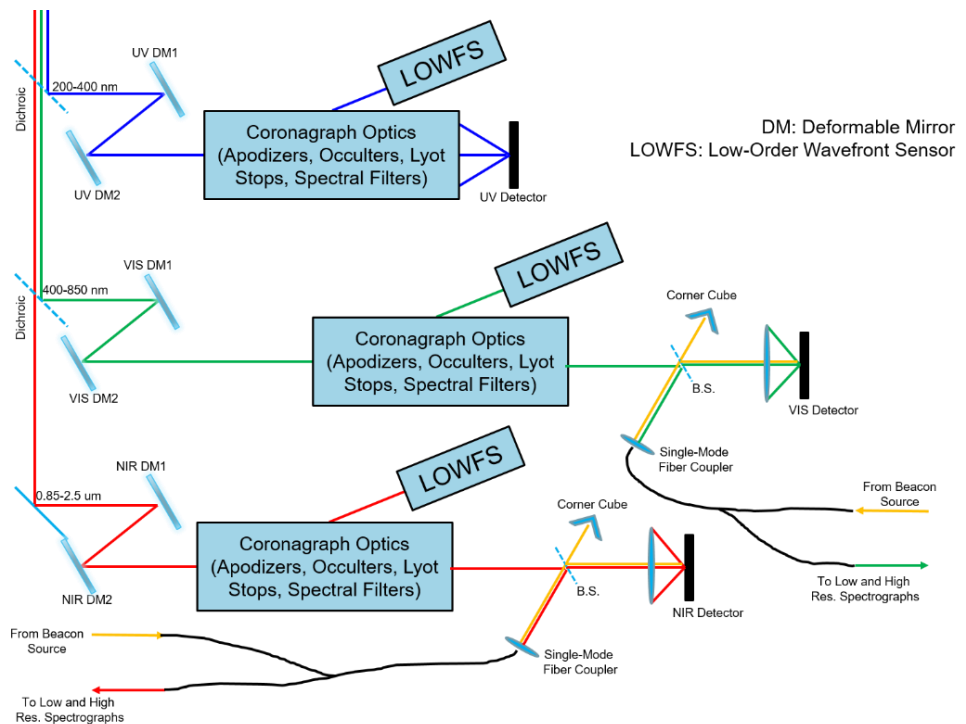 UV DM1
LOWFS
200-400 nm
Dichroic
Coronagraph Optics
(Apodizers, Occulters, Lyot
Stops, Spectral Filters)
DM: Deformable Mirror
LOWFS: Low-Order Wavefront Sensor
UV DM2
UV Detector
VIS DM1
LOWFS
400-850 nm
Dichroic
Corner Cube
Coronagraph Optics
(Apodizers, Occulters, Lyot
Stops, Spectral Filters)
B.S.
VIS DM2
VIS Detector
Single-Mode
Fiber Coupler
NIR DM1
LOWFS
0.85-2.5 um
From Beacon
Source
Corner Cube
Coronagraph Optics
(Apodizers, Occulters, Lyot
Stops, Spectral Filters)
B.S.
To Low and High
Res. Spectrographs
NIR DM2
NIR Detector
From Beacon
Source
Single-Mode
Fiber Coupler
To Low and High
Res. Spectrographs